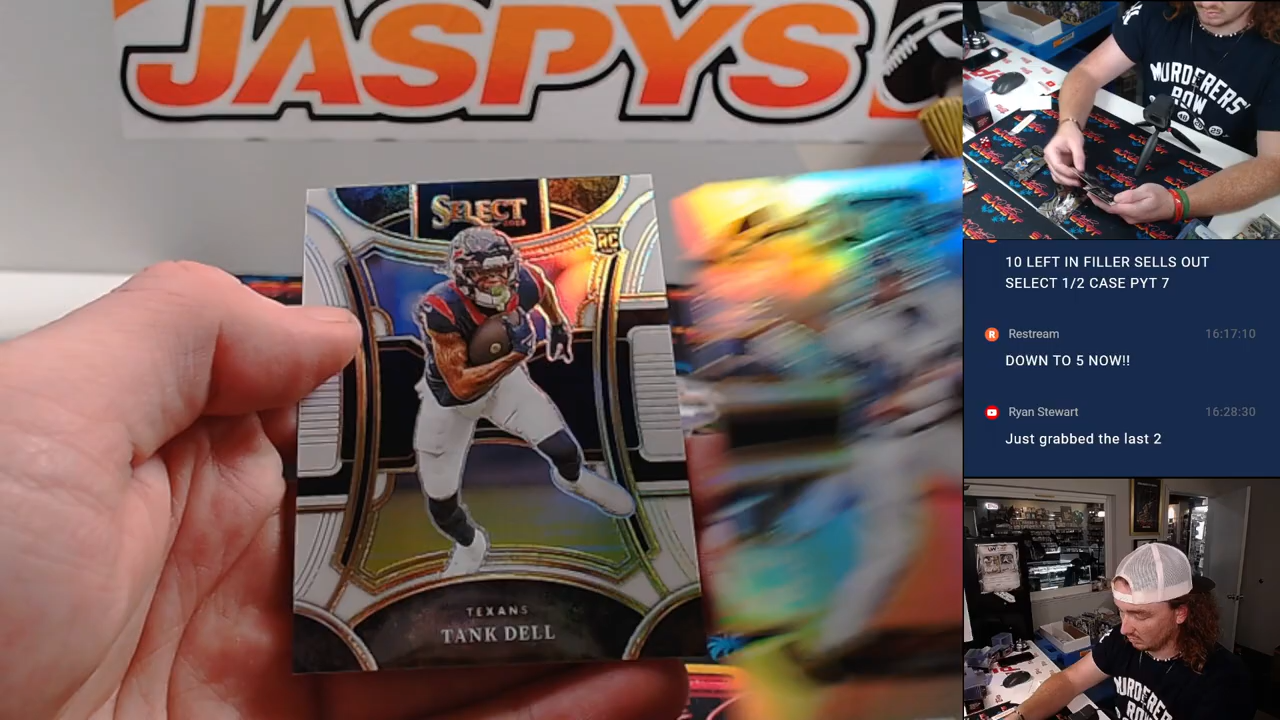 JASPYS
SELECT
RC
TEXANS
TANK DELL
MURDERERS'
ROW
10 LEFT IN FILLER SELLS OUT
SELECT 1/2 CASE PYT 7
R Restream 16:17:10
DOWN TO 5 NOW!!
Ryan Stewart 16:28:30
Just grabbed the last 2
MURDERERS'
ROW